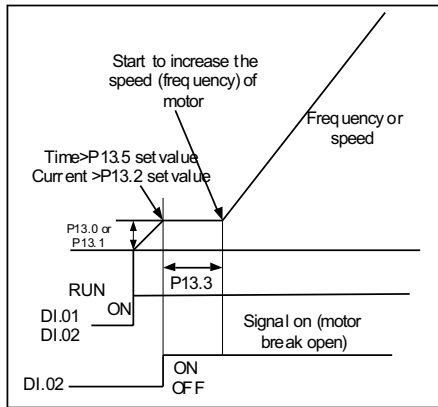 Start to increase the
speed (frequency) of
motor
Frequency or
speed
Time>P13.5 set value
Current >P13.2 set value
P13.0 or
P13.1
P13.3
RUN
ON
DI.01
DI.02
Signal on (motor
break open)
ON
DI.02
OFF